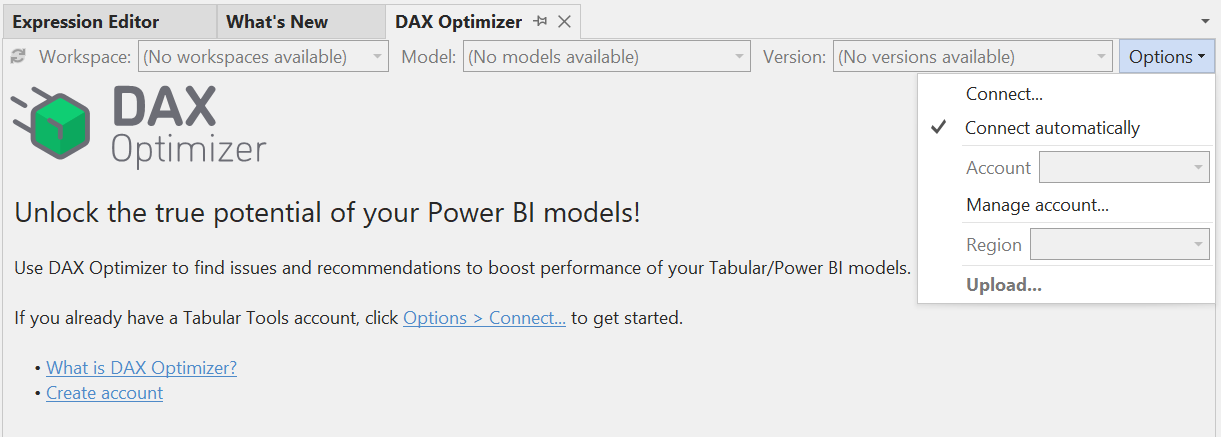 Expression Editor What's New DAX Optimizer
Workspace: (No workspaces available) Model: (No models available) Version: (No versions available) Options
Connect...
Connect automatically
Account
Manage account...
Region
Upload...
DAX
Optimizer
Unlock the true potential of your Power BI models!
Use DAX Optimizer to find issues and recommendations to boost performance of your Tabular/Power BI models.
If you already have a Tabular Tools account, click Options > Connect... to get started.
• What is DAX Optimizer?
• Create account